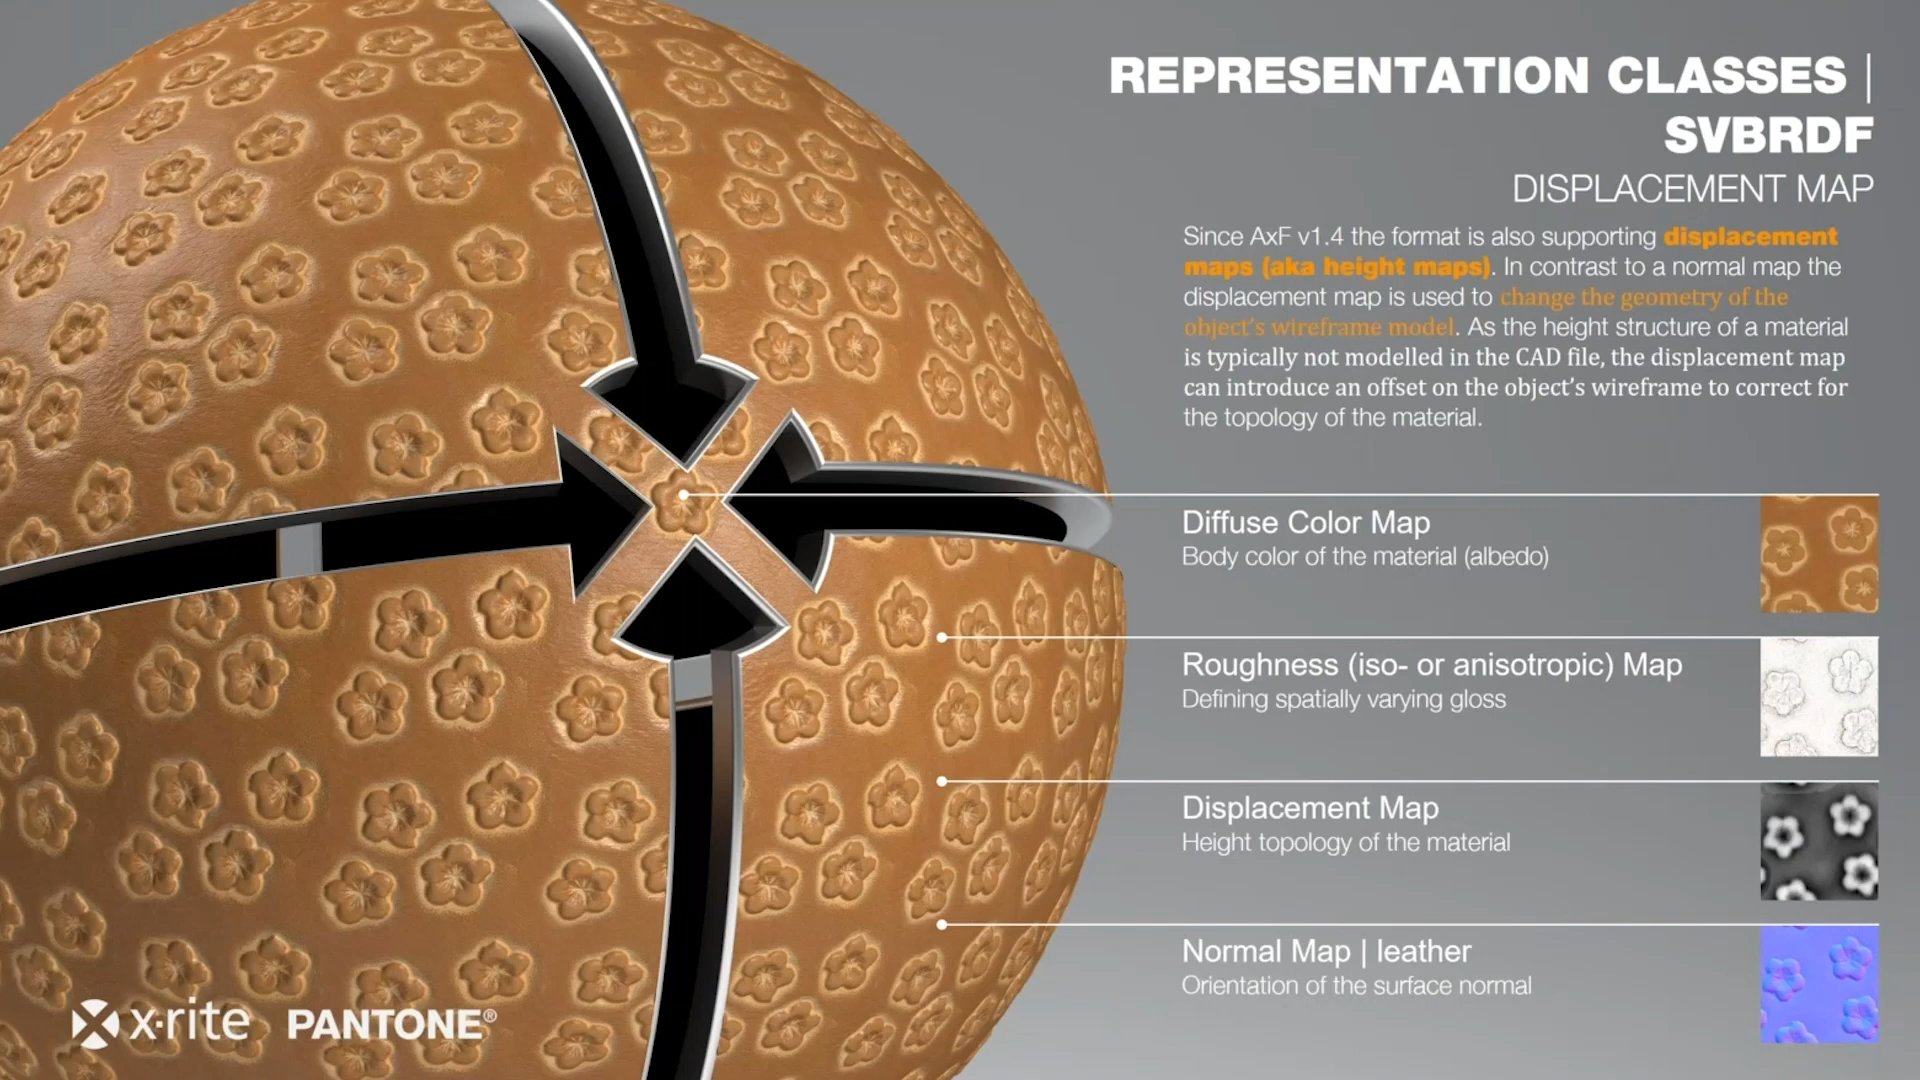 REPRESENTATION CLASSES |
SVBRDF
DISPLACEMENT MAP
Since AxF v1.4 the format is also supporting displacement
maps (aka height maps). In contrast to a normal map the
displacement map is used to change the geometry of the
object's wireframe model. As the height structure of a material
is typically not modelled in the CAD file, the displacement map
can introduce an offset on the object's wireframe to correct for
the topology of the material.
Diffuse Color Map
Body color of the material (albedo)
Roughness (iso- or anisotropic) Map
Defining spatially varying gloss
Displacement Map
Height topology of the material
Normal Map | leather
Orientation of the surface normal
x·rite PANTONE®